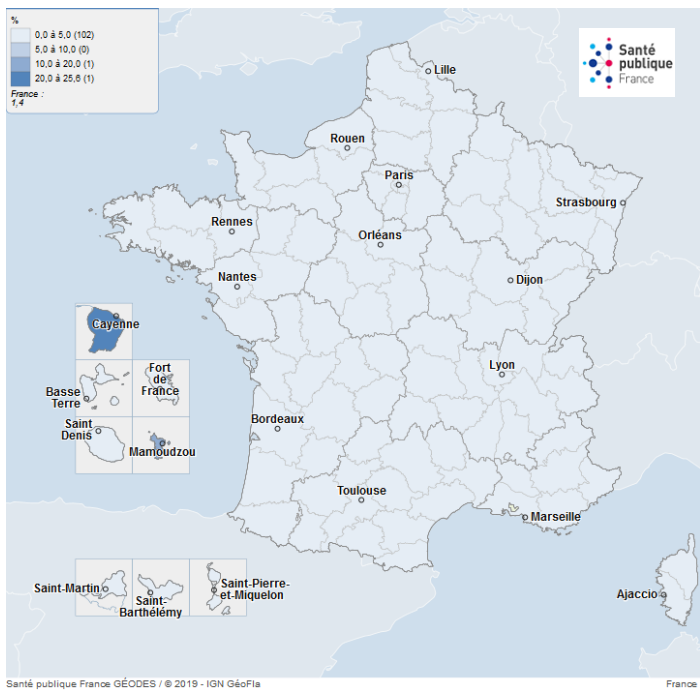 %
0,0 à 5,0 (102)
5,0 à 10,0 (0)
10,0 à 20,0 (1)
20,0 à 25,6 (1)
France :
1,4
Santé
publique
France
Lille
Rouen
Paris
Strasbourg
Rennes
Orléans
Nantes
Dijon
Cayenne
Lyon
Fort
de
France
Basse
Terre
Saint
Denis
Bordeaux
Mamoudzou
Toulouse
Marseille
Saint-Martin
Saint-
Barthélémy
Saint-Pierre-
et-Miquelon
Ajaccio
Santé publique France GÉODES / © 2019 - IGN GéoFla
France